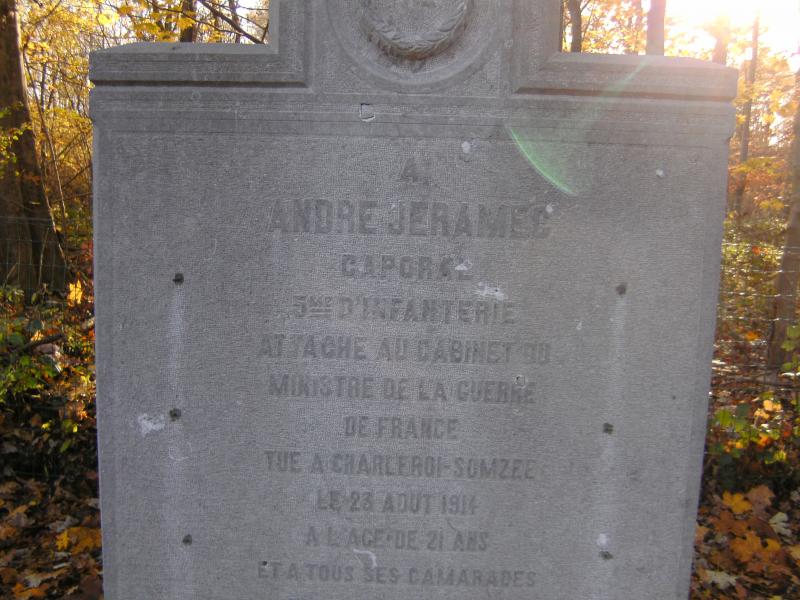 A.
ANDRE JERAMEC
CAPORAL
5ME D'INFANTERIE
ATTACHE AU CABINET DU
MINISTRE DE LA GUERRE
DE FRANCE
TUE A CHARLEROI-SOMZEE
LE 23 AOUT 1914
A L'AGE DE 21 ANS
ET A TOUS SES CAMARADES